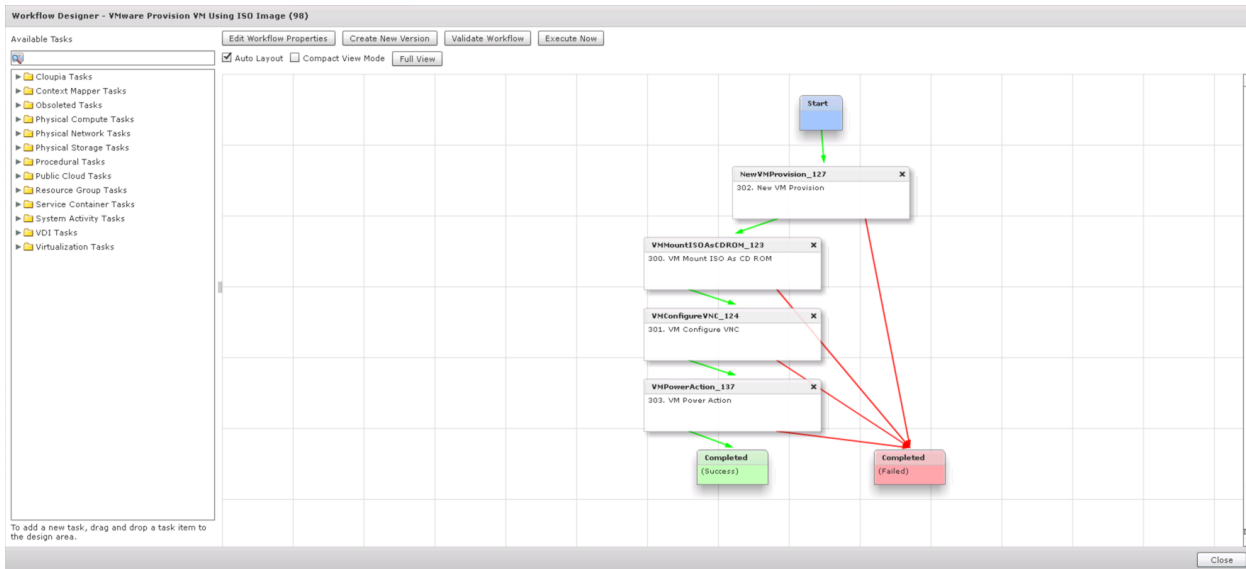 Workflow Designer - VMware Provision VM Using ISO Image (98)
Available Tasks
Edit Workflow Properties
Create New Version
Validate Workflow
Execute Now
Auto Layout
Compact View Mode
Full View
Cloupia Tasks
Context Mapper Tasks
Obsoleted Tasks
Physical Compute Tasks
Physical Network Tasks
Physical Storage Tasks
Procedural Tasks
Public Cloud Tasks
Resource Group Tasks
Service Container Tasks
System Activity Tasks
VDI Tasks
Virtualization Tasks
Start
NewVMProvision_127
302. New VM Provision
VMMountISOAsCDROM_123
300. VM Mount ISO As CD ROM
VMConfigureVNC_124
301. VM Configure VNC
VMPowerAction_137
303. VM Power Action
Completed
(Success)
Completed
(Failed)
To add a new task, drag and drop a task item to
the design area.
Close